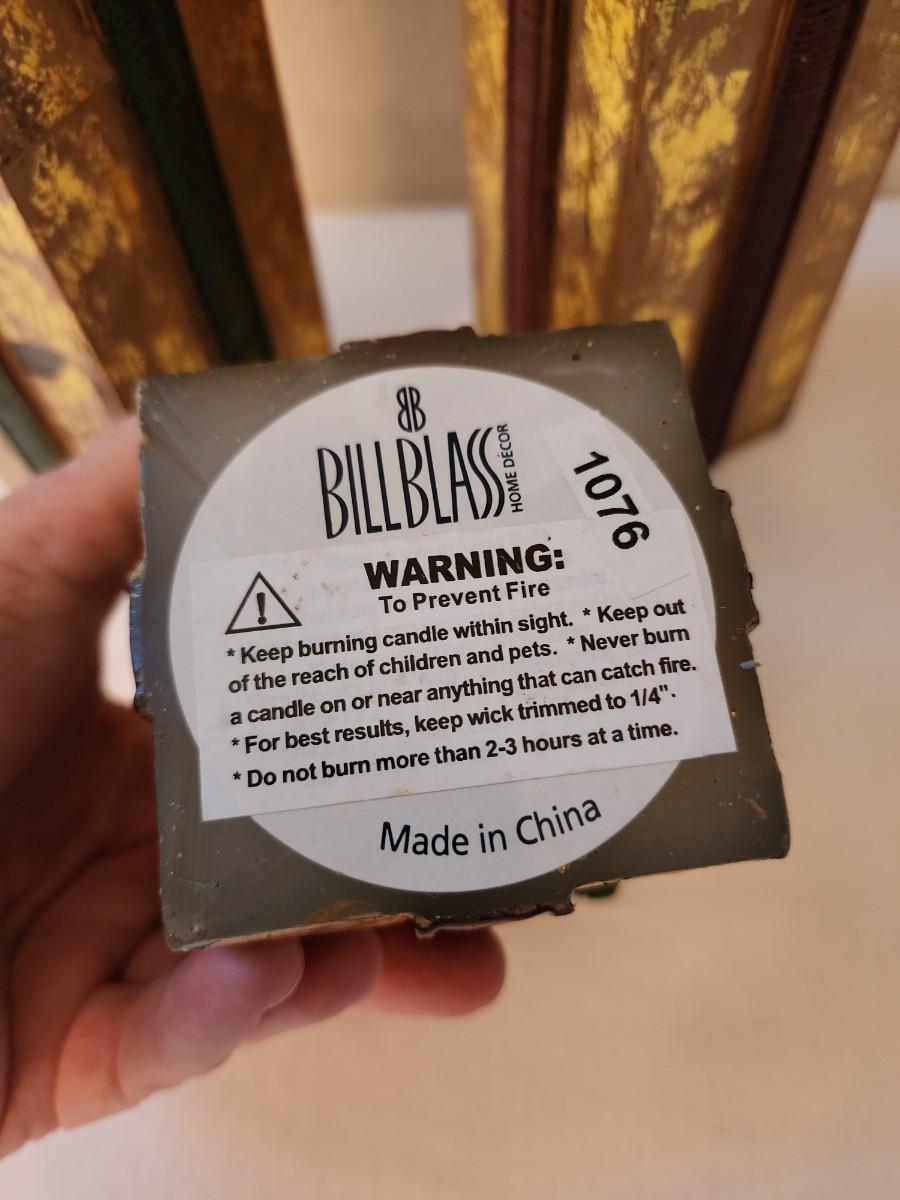 BB
BILL BLASS
HOME DÉCOR
1076
WARNING:
To Prevent Fire
!
* Keep burning candle within sight. * Keep out
of the reach of children and pets. * Never burn
a candle on or near anything that can catch fire.
* For best results, keep wick trimmed to 1/4".
* Do not burn more than 2-3 hours at a time.
Made in China